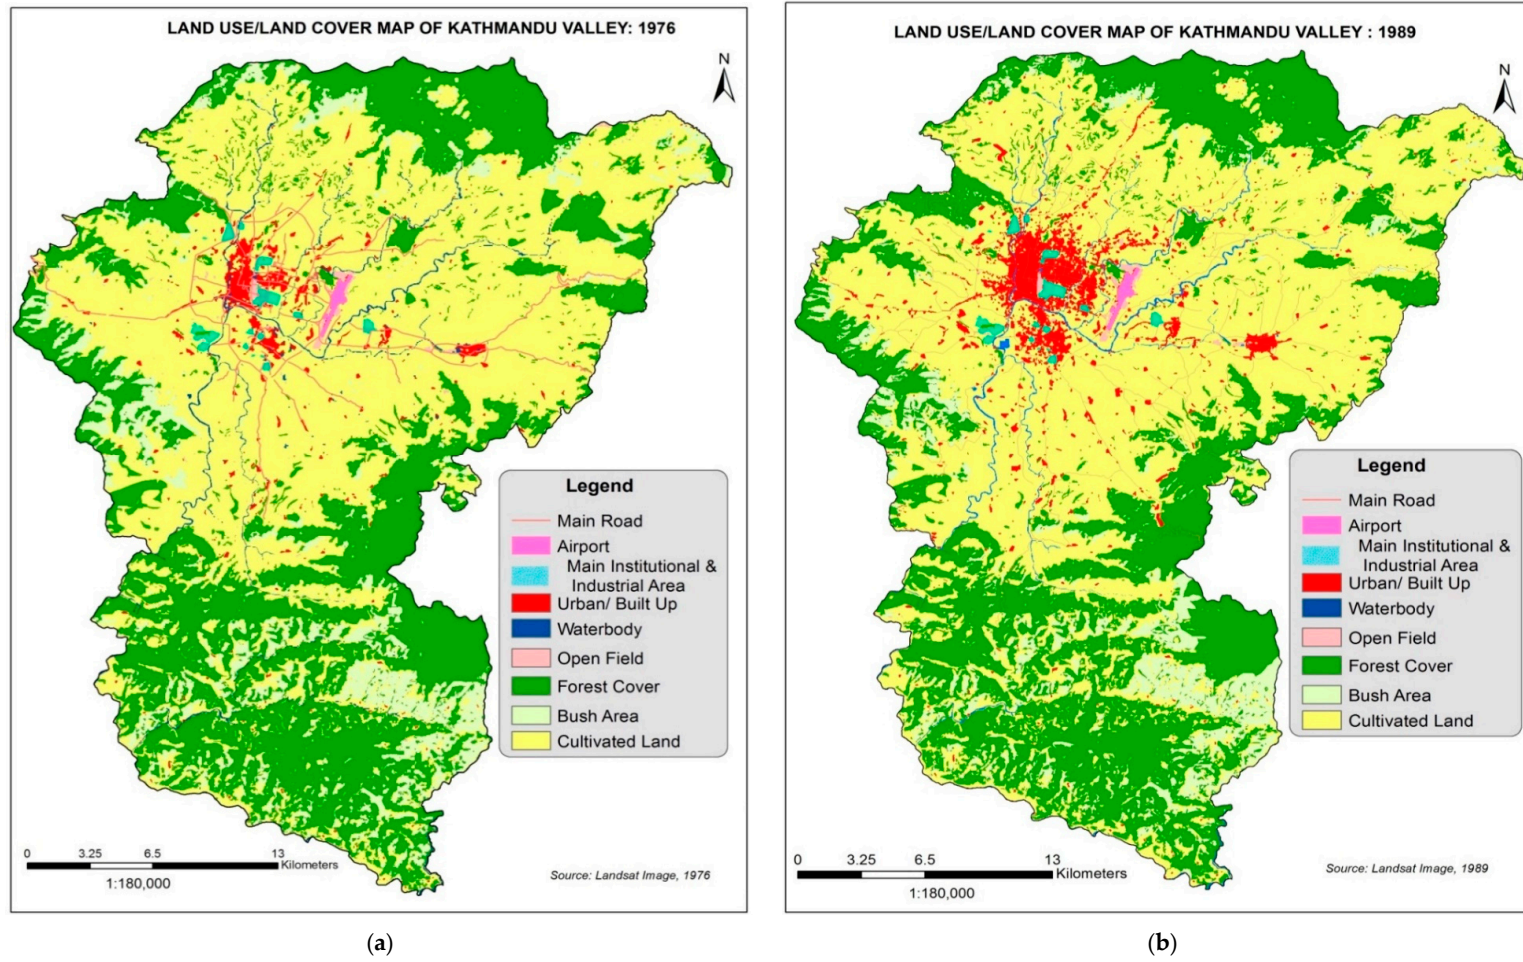 LAND USE/LAND COVER MAP OF KATHMANDU VALLEY: 1976
N
Legend
Main Road
Airport
Main Institutional &
Industrial Area
Urban/ Built Up
Waterbody
Open Field
Forest Cover
Bush Area
Cultivated Land
0 3.25 6.5 13
Kilometers
1:180,000
Source: Landsat Image, 1976
(a)
LAND USE/LAND COVER MAP OF KATHMANDU VALLEY : 1989
N
Legend
Main Road
Airport
Main Institutional &
Industrial Area
Urban/ Built Up
Waterbody
Open Field
Forest Cover
Bush Area
Cultivated Land
0 3.25 6.5 13
Kilometers
1:180,000
Source: Landsat Image, 1989
(b)